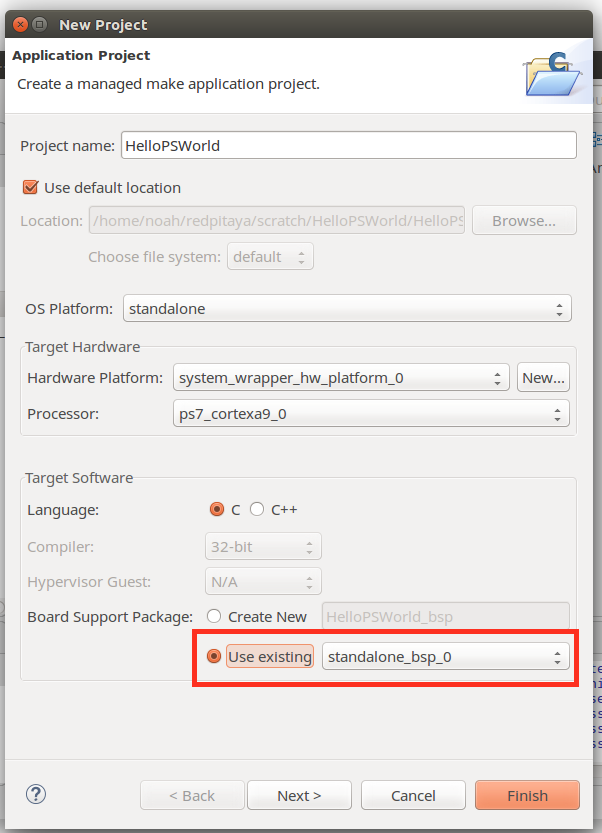 New Project
Application Project
Create a managed make application project.
Project name: HelloPSWorld
Use default location
Location: /home/noah/redpitaya/scratch/HelloPSWorld/HelloPS Browse...
Choose file system: default
OS Platform: standalone
Target Hardware
Hardware Platform: system_wrapper_hw_platform_0 New...
Processor: ps7_cortexa9_0
Target Software
Language: C C++
Compiler: 32-bit
Hypervisor Guest: N/A
Board Support Package: Create New HelloPSWorld_bsp
Use existing standalone_bsp_0
? < Back Next > Cancel Finish